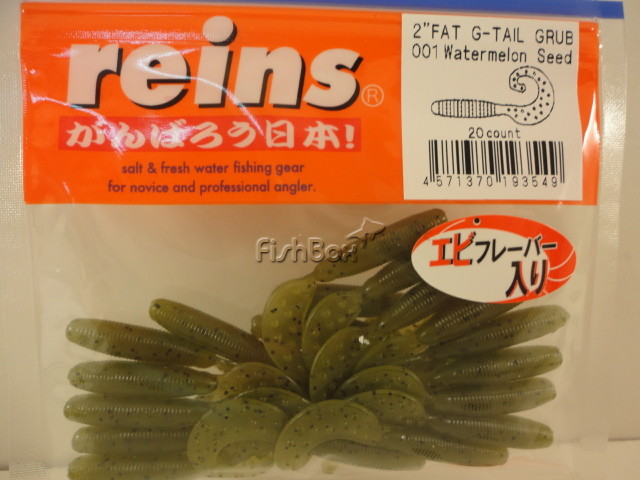 reins®
がんばろう日本!
salt & fresh water fishing gear
for novice and professional angler.
2"FAT G-TAIL GRUB
001 Watermelon Seed
20 count
4 571370 193549
FishBox
エビフレーバー
入り